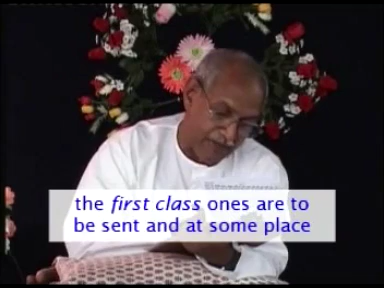 the first class ones are to
be sent and at some place